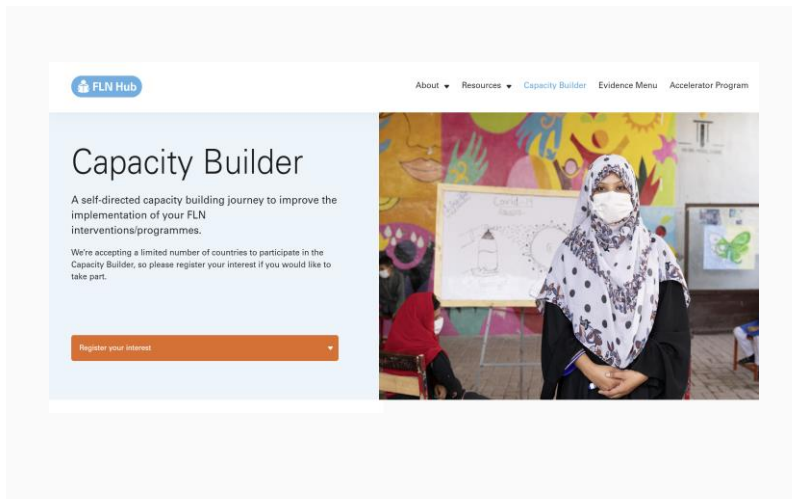 FLN Hub
About
Resources
Capacity Builder
Evidence Menu
Accelerator Program
Capacity Builder
A self-directed capacity building journey to improve the
implementation of your FLN
interventions/programmes.
We're accepting a limited number of countries to participate in the
Capacity Builder, so please register your interest if you would like to
take part.
Register your interest
Covid-19